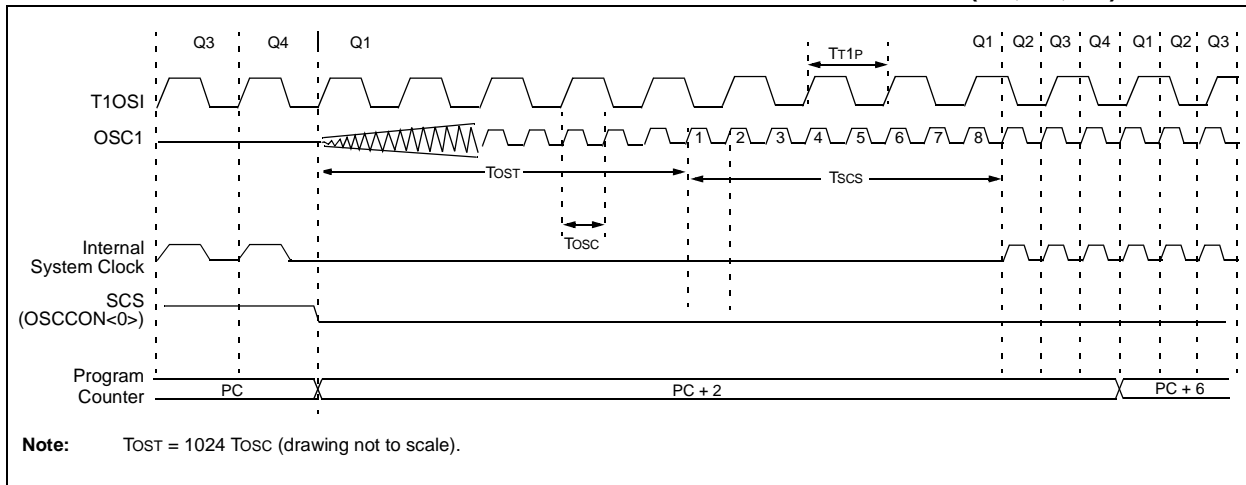 Q3 Q4 Q1 Q1 Q2 Q3 Q4 Q1 Q2 Q3
TT1P
T1OSI
OSC1
1 2 3 4 5 6 7 8
TOST
TSCS
TOSC
Internal
System Clock
SCS
(OSCCON<0>)
Program
Counter
PC PC + 2 PC + 6
Note: TOST = 1024 TOSC (drawing not to scale).